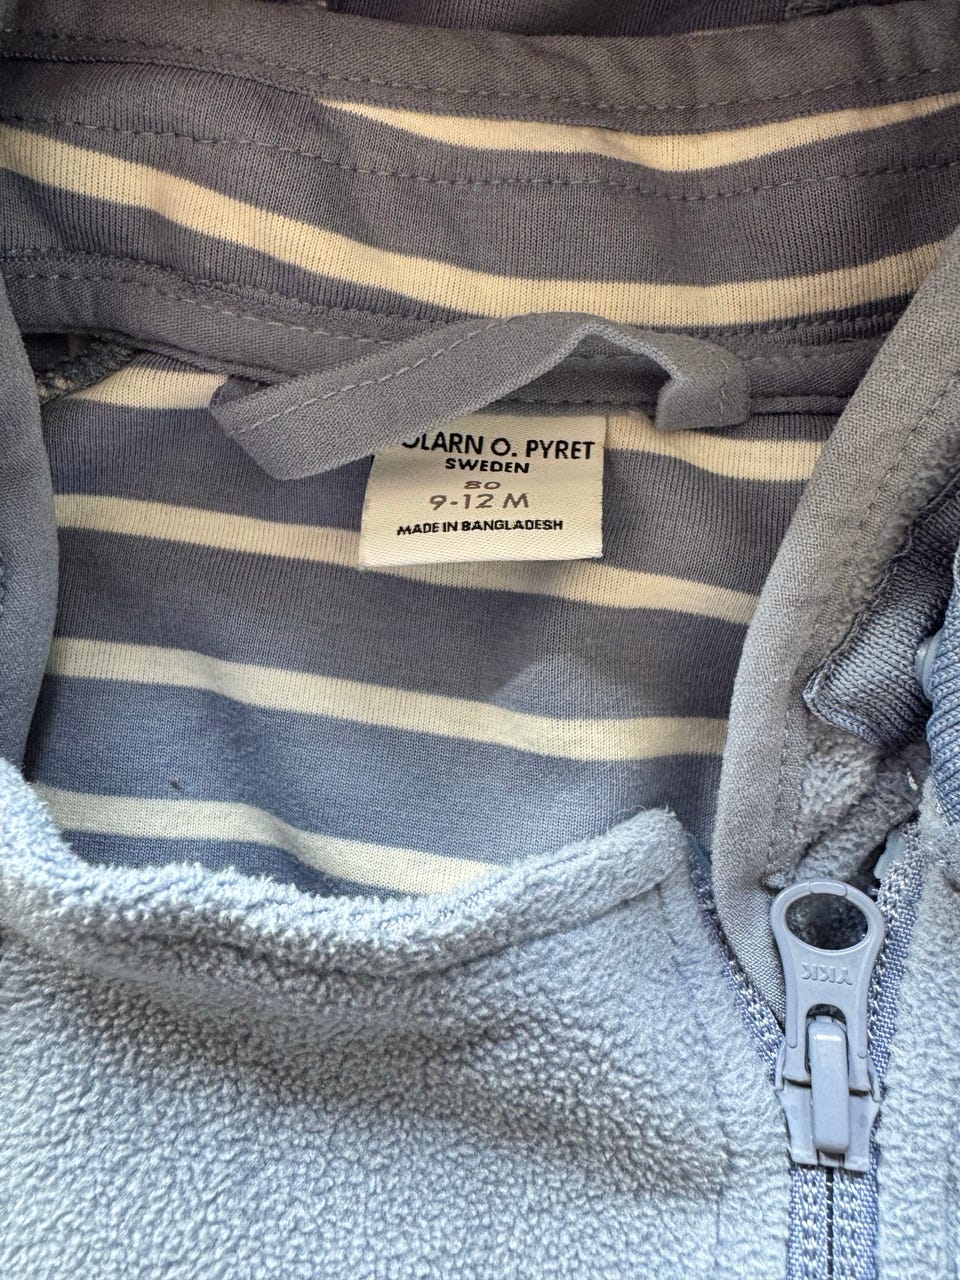 OLARN O. PYRET
SWEDEN
80
9-12 M
MADE IN BANGLADESH
YKK